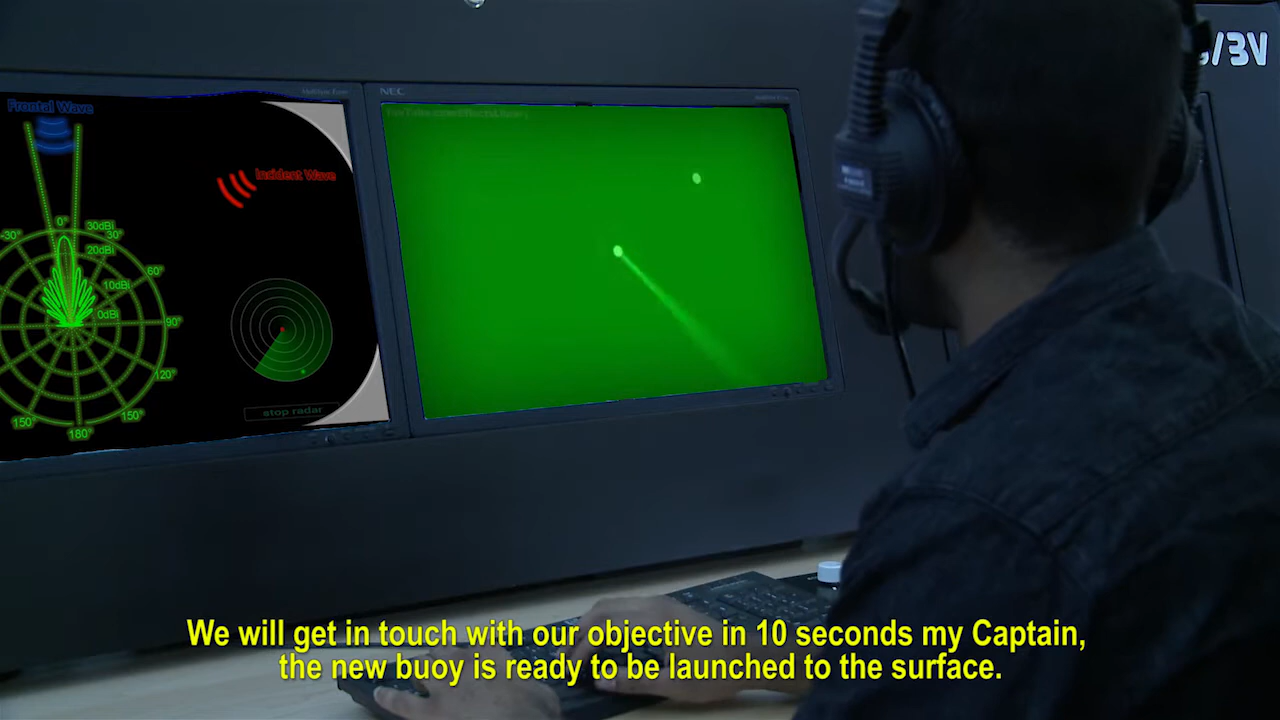 /3V
NEC
Frontal Wave
Incident Wave
0°
30dBi
-30°
30°
20dBi
60°
10dBi
0dBi
90°
120°
150°
150°
180°
stop radar
We will get in touch with our objective in 10 seconds my Captain,
the new buoy is ready to be launched to the surface.